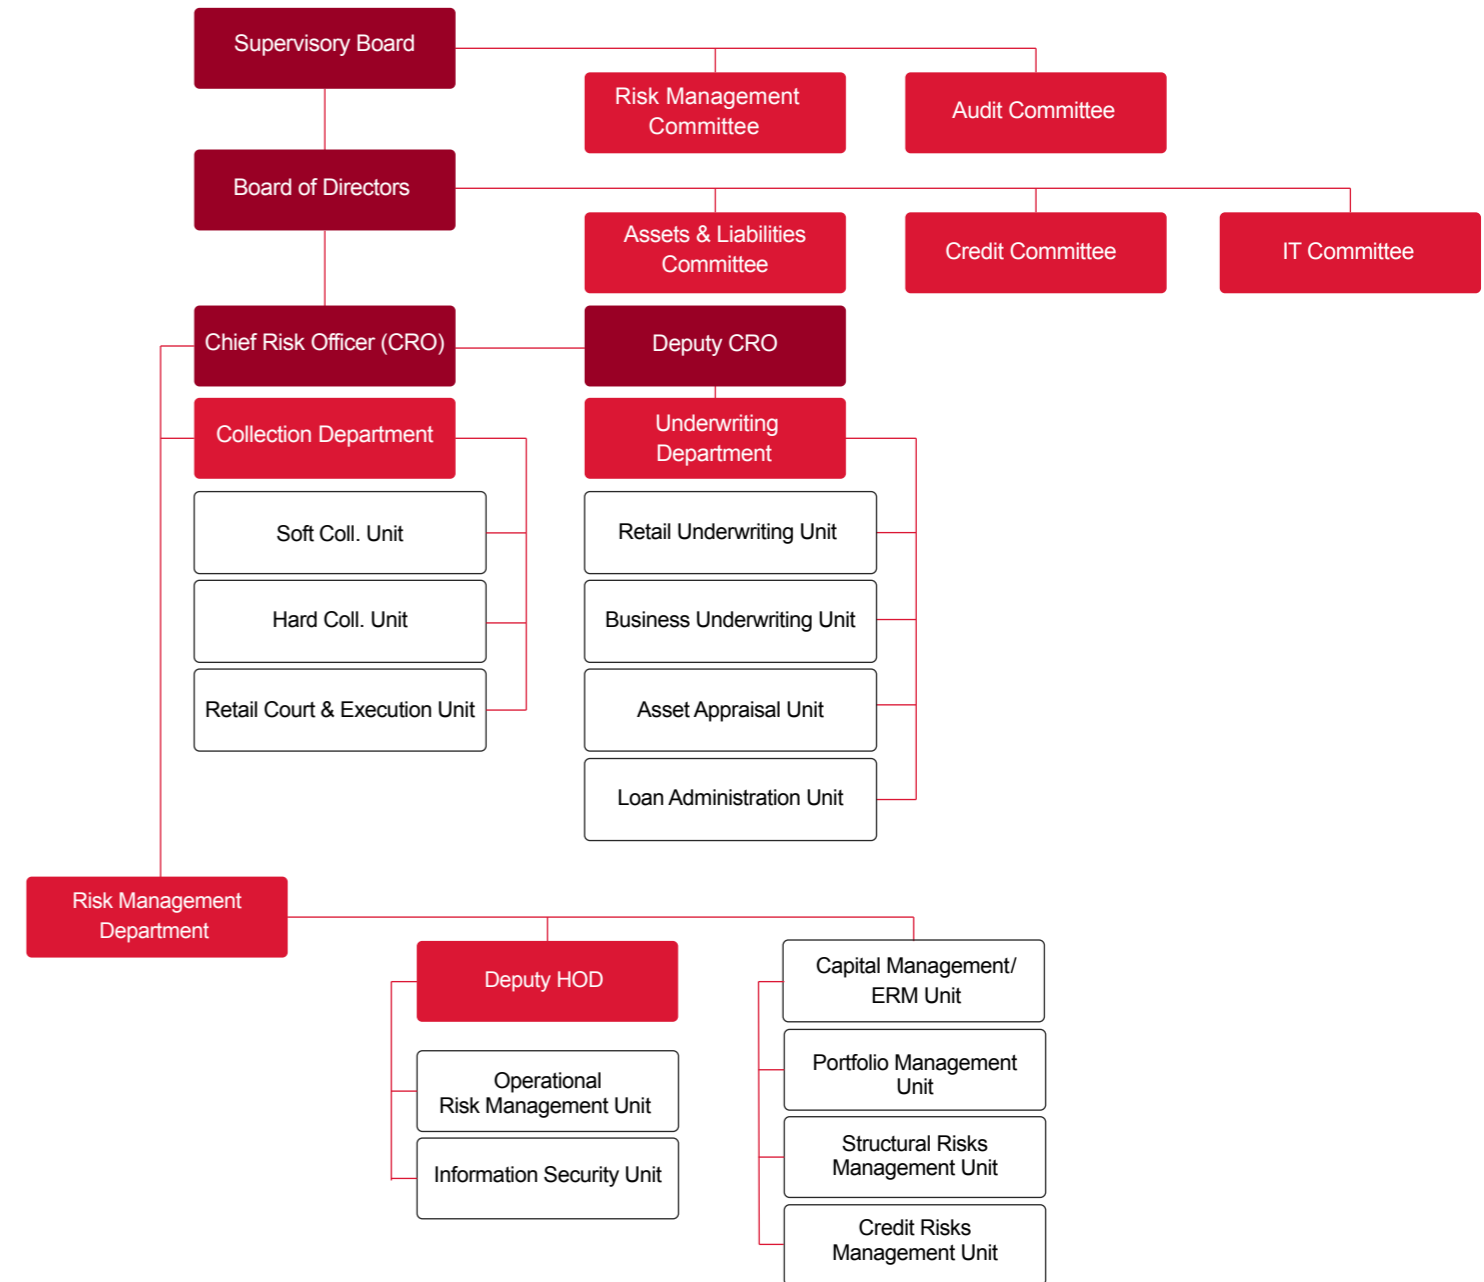 Supervisory Board
Risk Management
Committee
Audit Committee
Board of Directors
Assets & Liabilities
Committee
Credit Committee
IT Committee
Chief Risk Officer (CRO)
Deputy CRO
Collection Department
Underwriting
Department
Soft Coll. Unit
Retail Underwriting Unit
Hard Coll. Unit
Business Underwriting Unit
Retail Court & Execution Unit
Asset Appraisal Unit
Loan Administration Unit
Risk Management
Department
Deputy HOD
Capital Management/
ERM Unit
Operational
Risk Management Unit
Portfolio Management
Unit
Information Security Unit
Structural Risks
Management Unit
Credit Risks
Management Unit